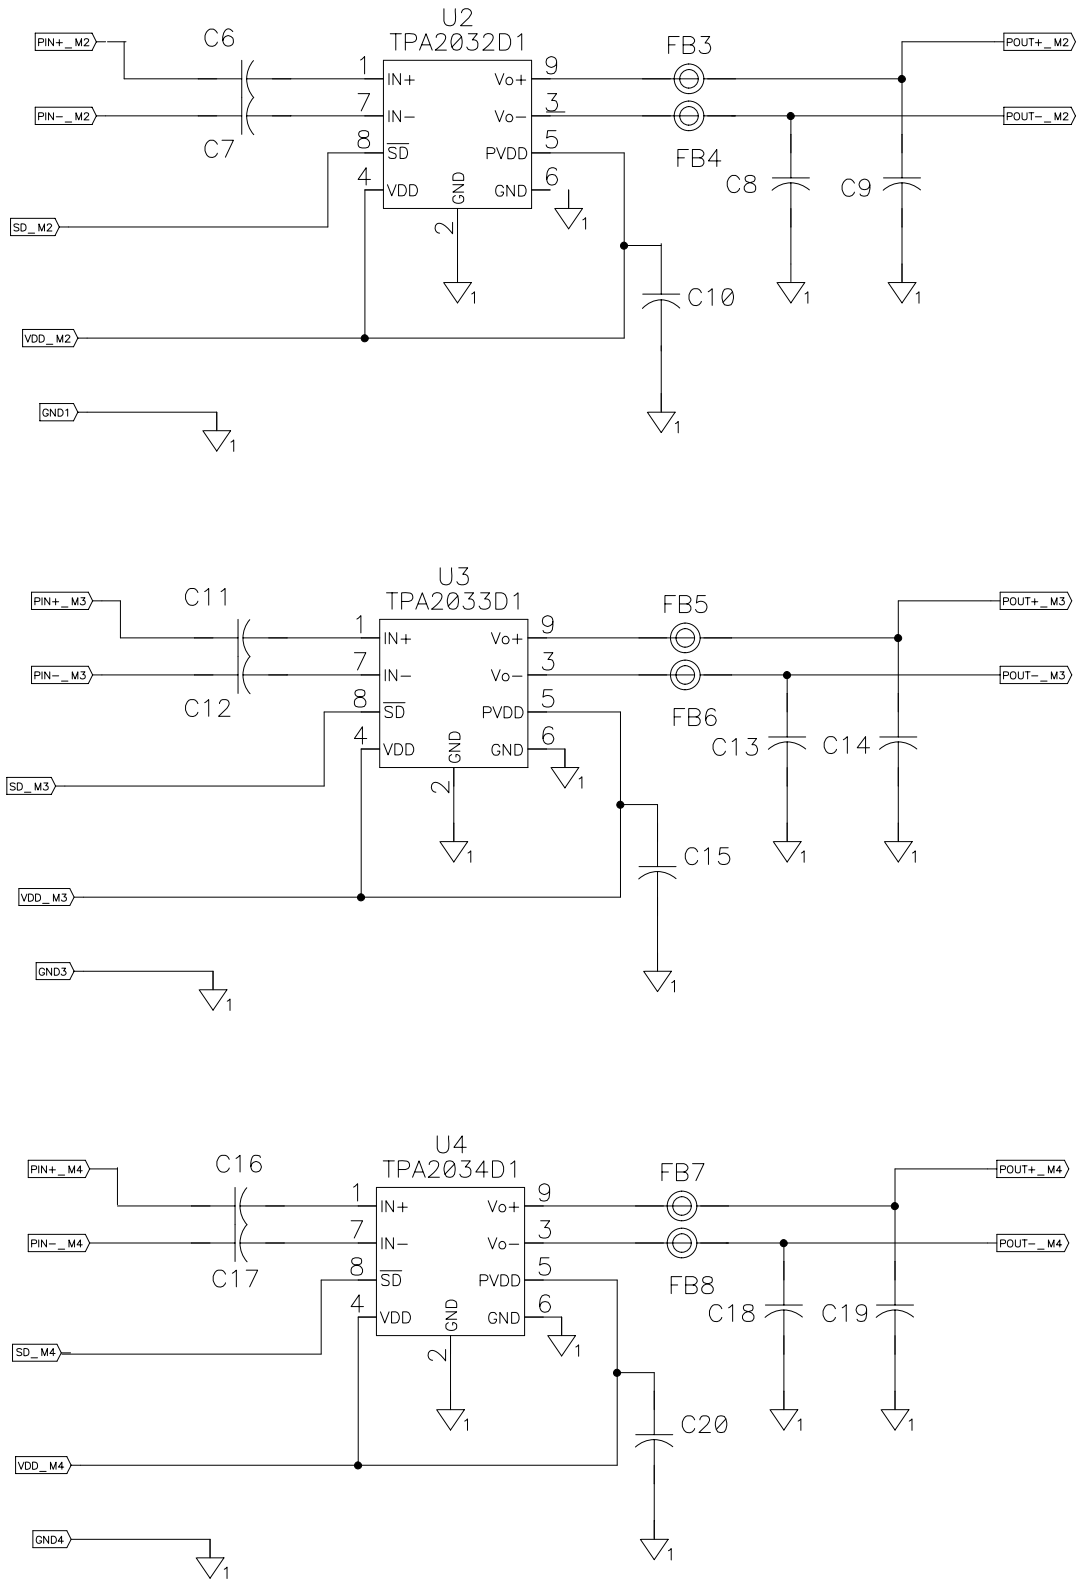 U2
TPA2032D1
PIN+_M2
C6
1
IN+
Vo+
9
FB3
POUT+_M2
PIN-_M2
C7
7
IN-
Vo-
3
FB4
POUT-_M2
8
SD
PVDD
5
4
VDD
GND
GND
6
1
C8
C9
SD_M2
2
1
1
1
C10
VDD_M2
GND1
1
1
U3
TPA2033D1
PIN+_M3
C11
1
IN+
Vo+
9
FB5
POUT+_M3
PIN-_M3
C12
7
IN-
Vo-
3
FB6
POUT-_M3
8
SD
PVDD
5
4
VDD
GND
GND
6
1
C13
C14
SD_M3
2
1
1
1
C15
VDD_M3
GND3
1
1
U4
TPA2034D1
PIN+_M4
C16
1
IN+
Vo+
9
FB7
POUT+_M4
PIN-_M4
C17
7
IN-
Vo-
3
FB8
POUT-_M4
8
SD
PVDD
5
4
VDD
GND
GND
6
1
C18
C19
SD_M4
2
1
1
1
C20
VDD_M4
GND4
1
1